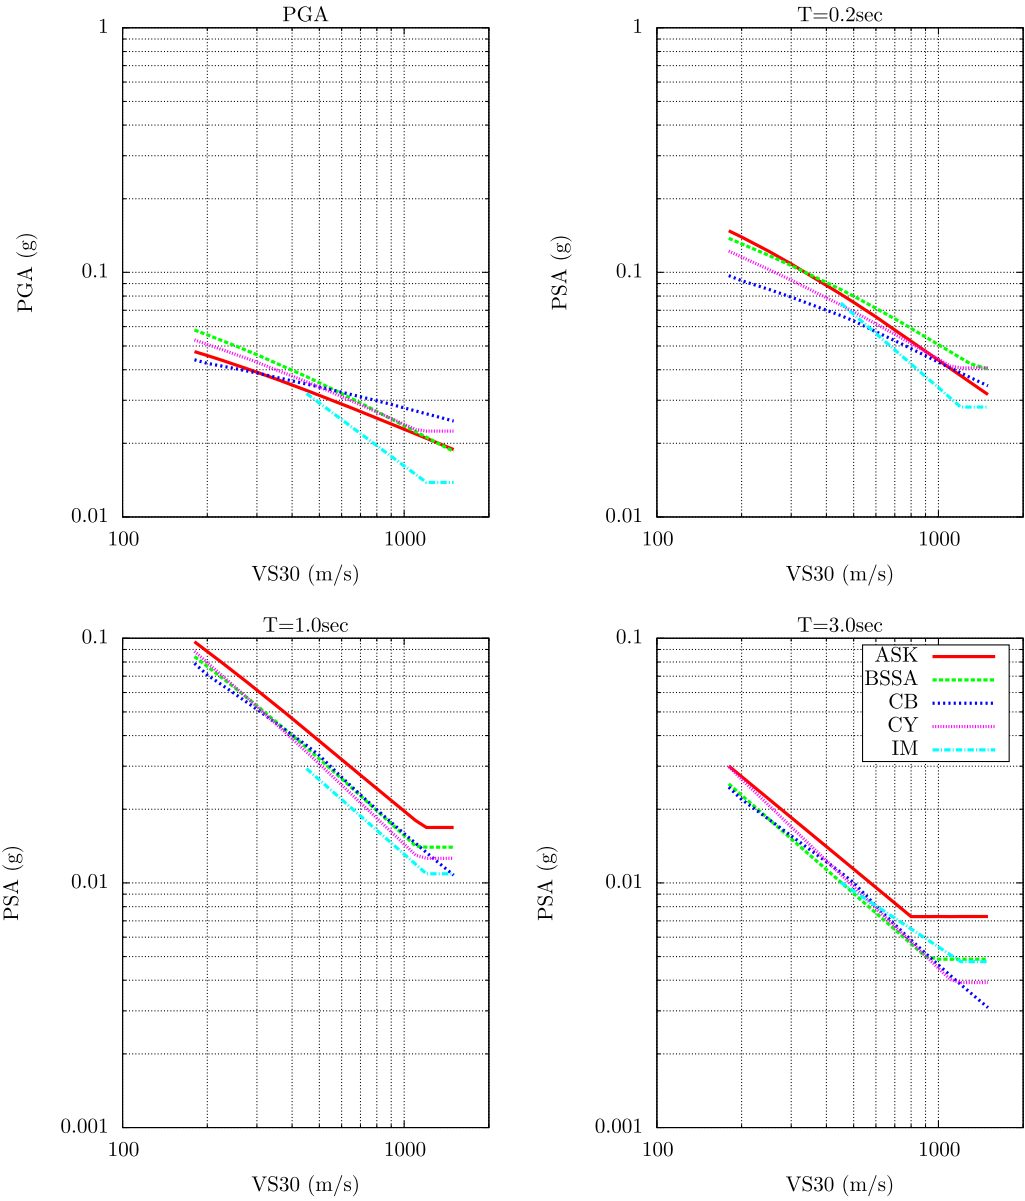 PGA
1
0.1
0.01
100
1000
PGA (g)
VS30 (m/s)
T=0.2sec
1
0.1
0.01
100
1000
PSA (g)
VS30 (m/s)
T=1.0sec
0.1
0.01
0.001
100
1000
PSA (g)
VS30 (m/s)
T=3.0sec
0.1
0.01
0.001
100
1000
PSA (g)
VS30 (m/s)
ASK
BSSA
CB
CY
IM